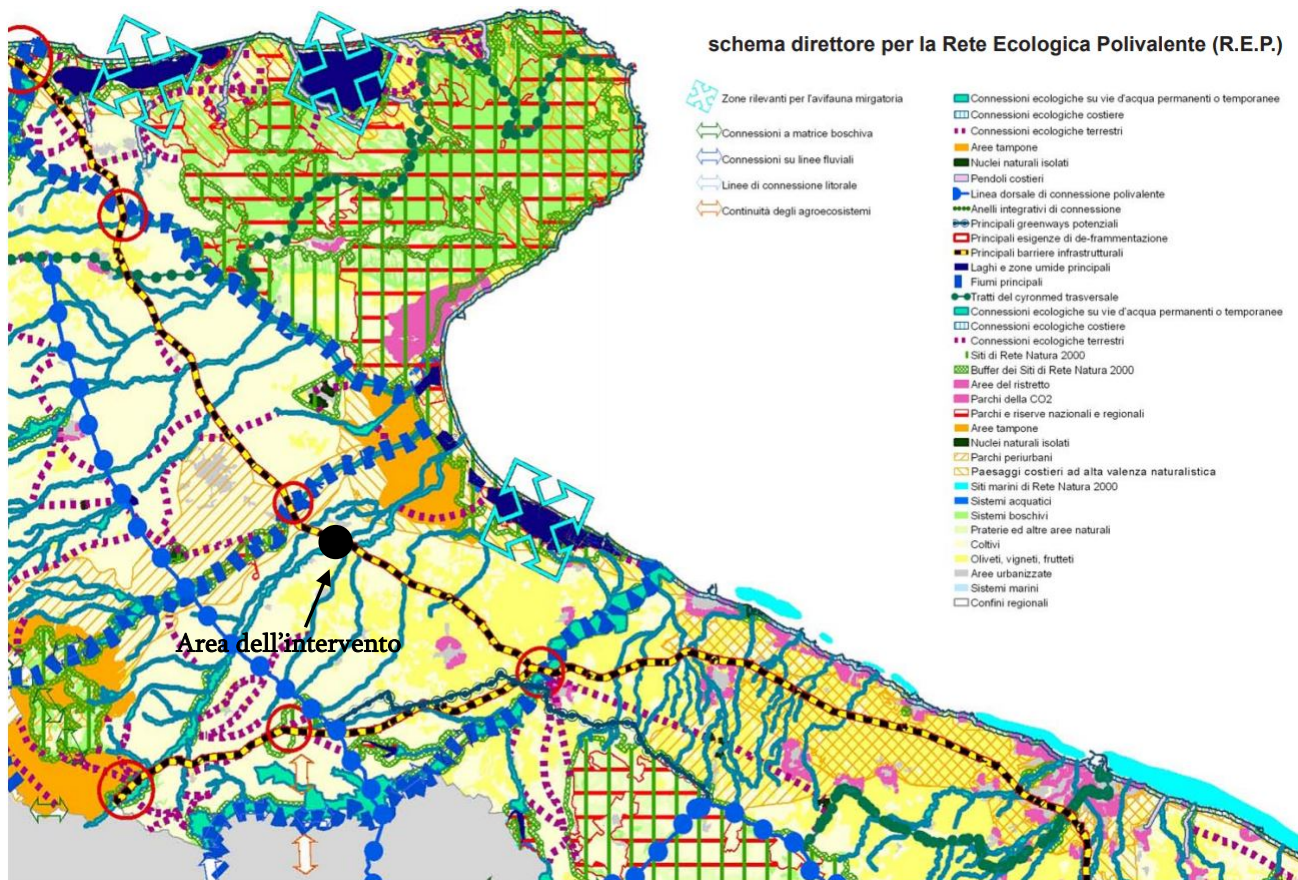 schema direttore per la Rete Ecologica Polivalente (R.E.P.)
Zone rilevanti per l'avifauna mirgatoria
Connessioni a matrice boschiva
Connessioni su linee fluviali
Linee di connessione litorale
Continuità degli agroecosistemi
Connessioni ecologiche su vie d'acqua permanenti o temporanee
Connessioni ecologiche costiere
Connessioni ecologiche terrestri
Aree tampone
Nuclei naturali isolati
Pendoli costieri
Linea dorsale di connessione polivalente
Anelli integrativi di connessione
Principali greenways potenziali
Principali esigenze di de-frammentazione
Principali barriere infrastrutturali
Laghi e zone umide principali
Fiumi principali
Tratti del cyronmed trasversale
Connessioni ecologiche su vie d'acqua permanenti o temporanee
Connessioni ecologiche costiere
Connessioni ecologiche terrestri
Siti di Rete Natura 2000
Buffer dei Siti di Rete Natura 2000
Aree del ristretto
Parchi della CO2
Parchi e riserve nazionali e regionali
Aree tampone
Nuclei naturali isolati
Parchi periurbani
Paesaggi costieri ad alta valenza naturalistica
Siti marini di Rete Natura 2000
Sistemi acquatici
Sistemi boschivi
Praterie ed altre aree naturali
Coltivi
Oliveti, vigneti, frutteti
Aree urbanizzate
Sistemi marini
Confini regionali
Area dell'intervento